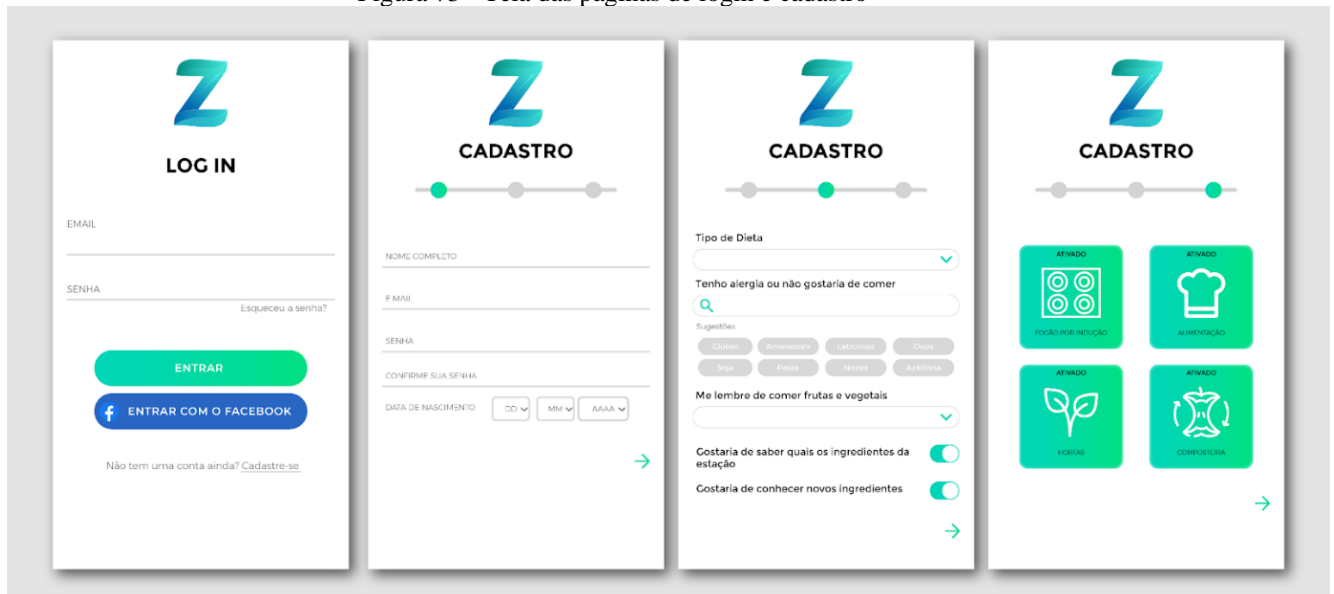 Figura 75 – Tela das páginas de login e cadastro
Z
LOG IN
EMAIL
SENHA
Esqueceu a senha?
ENTRAR
f ENTRAR COM O FACEBOOK
Não tem uma conta ainda? Cadastre-se
Z
CADASTRO
NOME COMPLETO
E MAIL
SENHA
CONFIRME SUA SENHA
DATA DE NASCIMENTO DD MM AAAA
Z
CADASTRO
Tipo de Dieta
Tenho alergia ou não gostaria de comer
Sugestões
Glúten Amendoim Laticínios Ovos
Soja Peixe Nozes Azeitona
Me lembre de comer frutas e vegetais
Gostaria de saber quais os ingredientes da
estação
Gostaria de conhecer novos ingredientes
Z
CADASTRO
ATIVADO
FOGÃO POR INDUÇÃO
ATIVADO
ALIMENTAÇÃO
ATIVADO
HORTAS
ATIVADO
COMPOSTEIRA